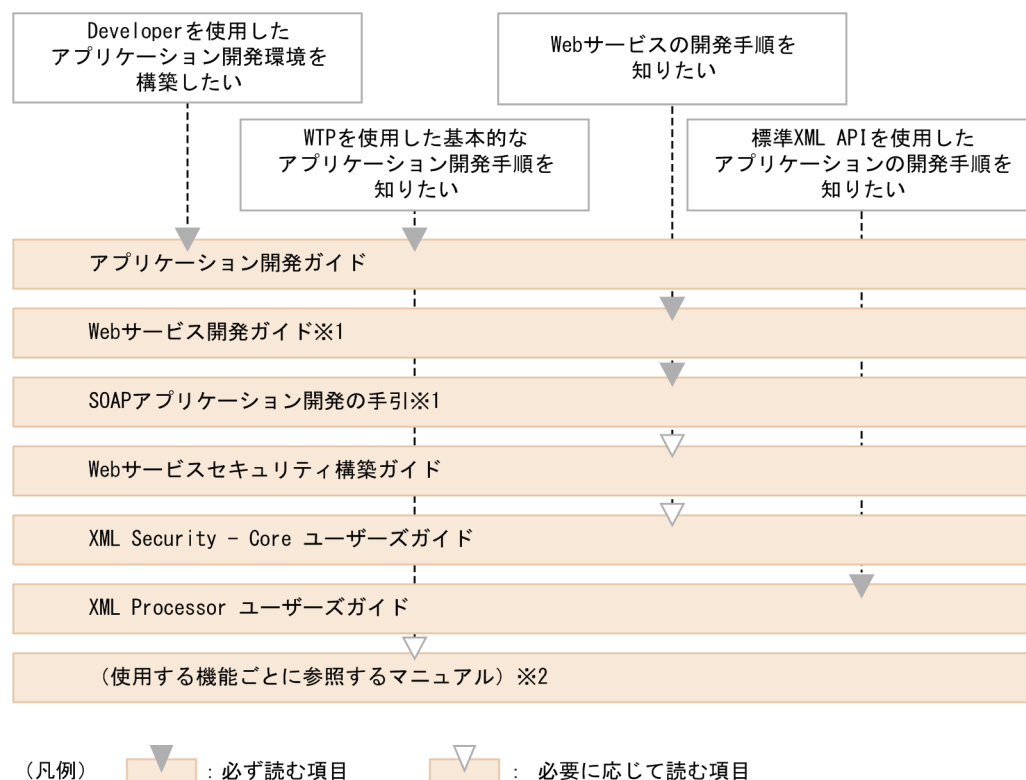 Developerを使用した
アプリケーション開発環境を
構築したい
Webサービスの開発手順を
知りたい
WTPを使用した基本的な
アプリケーション開発手順を
知りたい
標準XML APIを使用した
アプリケーションの開発手順を
知りたい
アプリケーション開発ガイド
Webサービス開発ガイド※1
SOAPアプリケーション開発の手引※1
Webサービスセキュリティ構築ガイド
XML Security - Core ユーザーズガイド
XML Processor ユーザーズガイド
（使用する機能ごとに参照するマニュアル）※2
（凡例） ：必ず読む項目 ： 必要に応じて読む項目